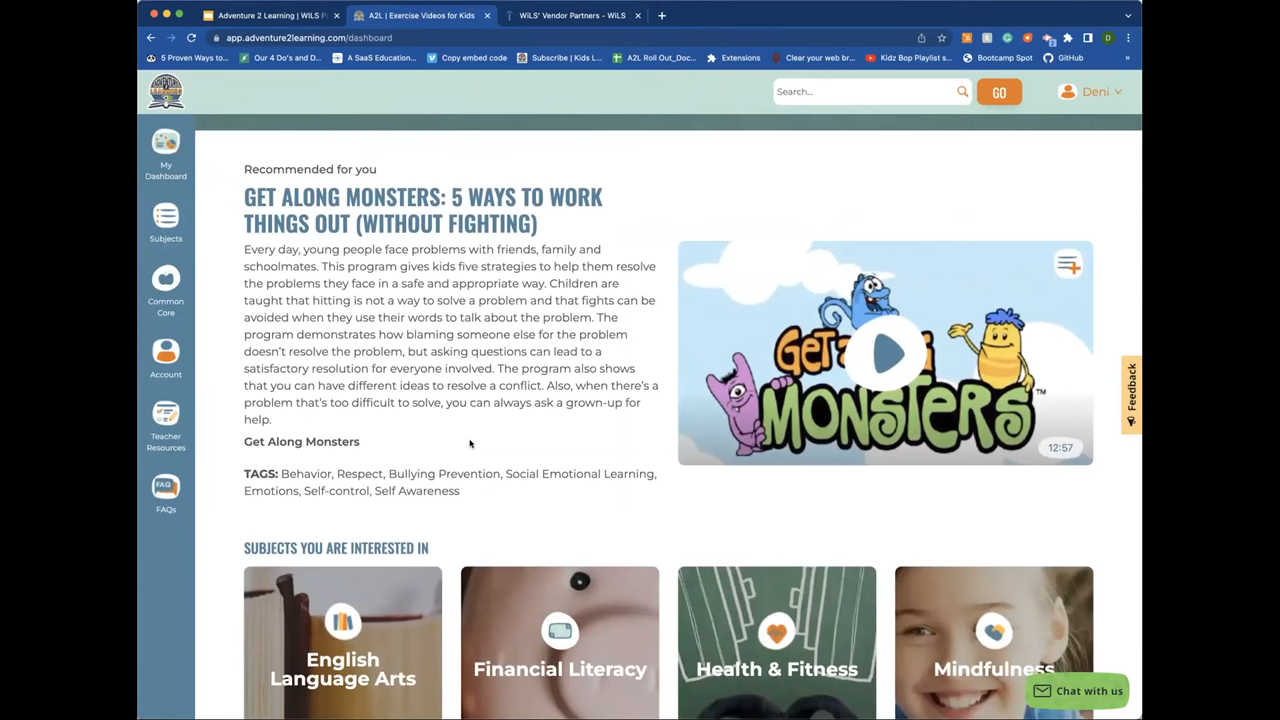 Adventure 2 Learning | WILS P
A2L | Exercise Videos for Kids
WiLS' Vendor Partners - WiLS
app.adventure2learning.com/dashboard
5 Proven Ways to...
Our 4 Do's and D...
A SaaS Education...
Copy embed code
Subscribe | Kids L...
A2L Roll Out_Doc...
Extensions
Clear your web br...
Kidz Bop Playlist s...
Bootcamp Spot
GitHub
»
Search...
GO
Deni
My
Dashboard
Subjects
Common
Core
Account
Teacher
Resources
FAQ
FAQs
Recommended for you
GET ALONG MONSTERS: 5 WAYS TO WORK
THINGS OUT (WITHOUT FIGHTING)
Every day, young people face problems with friends, family and
schoolmates. This program gives kids five strategies to help them resolve
the problems they face in a safe and appropriate way. Children are
taught that hitting is not a way to solve a problem and that fights can be
avoided when they use their words to talk about the problem. The
program demonstrates how blaming someone else for the problem
doesn't resolve the problem, but asking questions can lead to a
satisfactory resolution for everyone involved. The program also shows
that you can have different ideas to resolve a conflict. Also, when there's a
problem that's too difficult to solve, you can always ask a grown-up for
help.
Get Along Monsters
TAGS: Behavior, Respect, Bullying Prevention, Social Emotional Learning,
Emotions, Self-control, Self Awareness
MONSTERS™
12:57
Feedback
SUBJECTS YOU ARE INTERESTED IN
English
Language Arts
Financial Literacy
Health & Fitness
Mindfulness
Chat with us